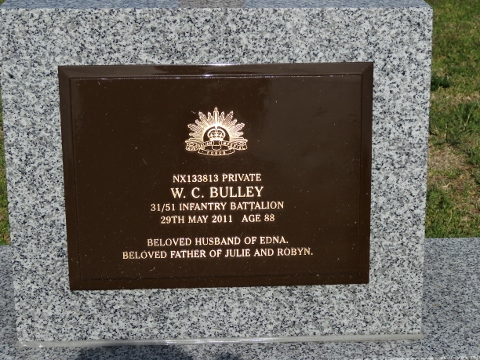 NX133813 PRIVATE
W. C. BULLEY
31/51 INFANTRY BATTALION
29TH MAY 2011 AGE 88
BELOVED HUSBAND OF EDNA.
BELOVED FATHER OF JULIE AND ROBYN.